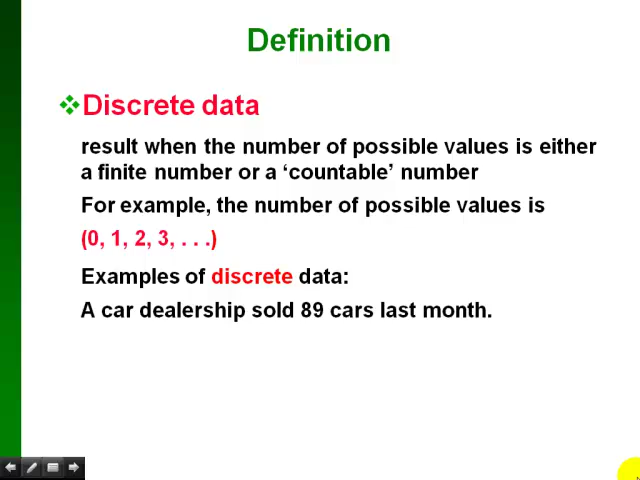 Definition
Discrete data
result when the number of possible values is either
a finite number or a ‘countable’ number
For example, the number of possible values is
(0, 1, 2, 3, . . .)
Examples of discrete data:
A car dealership sold 89 cars last month.